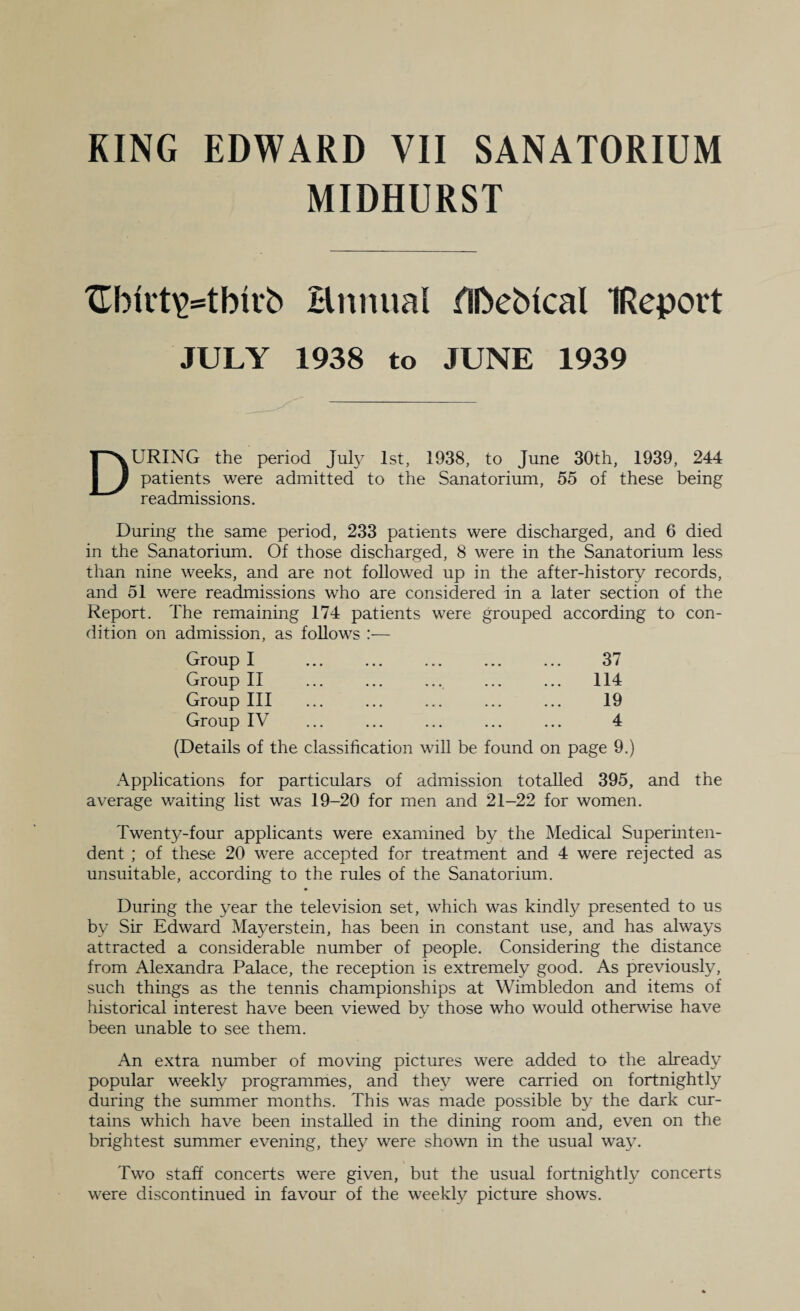 KING EDWARD VII SANATORIUM
MIDHURST
Thirty-third Annual Medical Report
JULY 1938 to JUNE 1939
DURING the period July 1st, 1938, to June 30th, 1939, 244
patients were admitted to the Sanatorium, 55 of these being
readmissions.
During the same period, 233 patients were discharged, and 6 died
in the Sanatorium. Of those discharged, 8 were in the Sanatorium less
than nine weeks, and are not followed up in the after-history records,
and 51 were readmissions who are considered in a later section of the
Report. The remaining 174 patients were grouped according to con-
dition on admission, as follows :—
Group I ... ... ... ... ... 37
Group II ... ... ... ... ... 114
Group III ... ... ... ... ... 19
Group IV ... ... ... ... ... 4
(Details of the classification will be found on page 9.)
Applications for particulars of admission totalled 395, and the
average waiting list was 19–20 for men and 21–22 for women.
Twenty-four applicants were examined by the Medical Superinten-
dent ; of these 20 were accepted for treatment and 4 were rejected as
unsuitable, according to the rules of the Sanatorium.
During the year the television set, which was kindly presented to us
by Sir Edward Mayerstein, has been in constant use, and has always
attracted a considerable number of people. Considering the distance
from Alexandra Palace, the reception is extremely good. As previously,
such things as the tennis championships at Wimbledon and items of
historical interest have been viewed by those who would otherwise have
been unable to see them.
An extra number of moving pictures were added to the already
popular weekly programmes, and they were carried on fortnightly
during the summer months. This was made possible by the dark cur-
tains which have been installed in the dining room and, even on the
brightest summer evening, they were shown in the usual way.
Two staff concerts were given, but the usual fortnightly concerts
were discontinued in favour of the weekly picture shows.